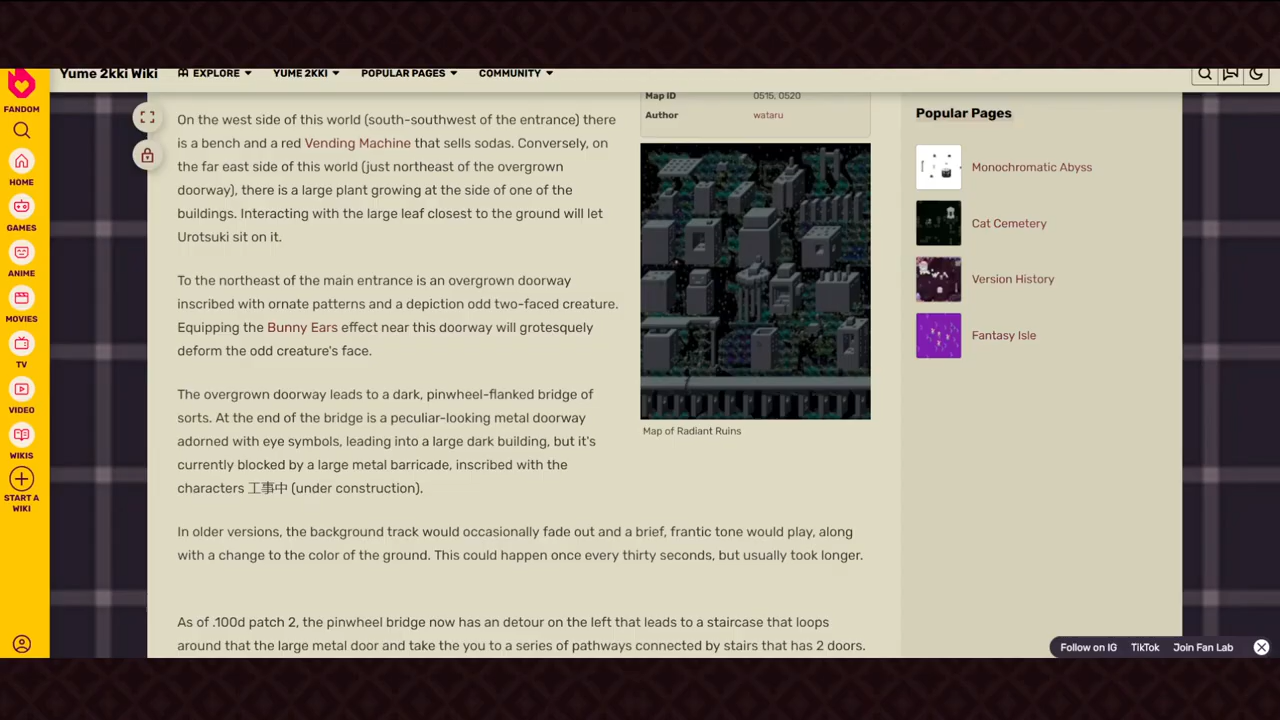 Yume 2kki Wiki
EXPLORE
YUME 2KKI
POPULAR PAGES
COMMUNITY
FANDOM
HOME
GAMES
ANIME
MOVIES
TV
VIDEO
WIKIS
START A
WIKI
On the west side of this world (south-southwest of the entrance) there
is a bench and a red Vending Machine that sells sodas. Conversely, on
the far east side of this world (just northeast of the overgrown
doorway), there is a large plant growing at the side of one of the
buildings. Interacting with the large leaf closest to the ground will let
Urotsuki sit on it.
To the northeast of the main entrance is an overgrown doorway
inscribed with ornate patterns and a depiction odd two-faced creature.
Equipping the Bunny Ears effect near this doorway will grotesquely
deform the odd creature's face.
The overgrown doorway leads to a dark, pinwheel-flanked bridge of
sorts. At the end of the bridge is a peculiar-looking metal doorway
adorned with eye symbols, leading into a large dark building, but it's
currently blocked by a large metal barricade, inscribed with the
characters 工事中 (under construction).
In older versions, the background track would occasionally fade out and a brief, frantic tone would play, along
with a change to the color of the ground. This could happen once every thirty seconds, but usually took longer.
As of .100d patch 2, the pinwheel bridge now has an detour on the left that leads to a staircase that loops
around that the large metal door and take the you to a series of pathways connected by stairs that has 2 doors.
Map ID 0515, 0520
Author wataru
Map of Radiant Ruins
Popular Pages
Monochromatic Abyss
Cat Cemetery
Version History
Fantasy Isle
Follow on IG TikTok Join Fan Lab